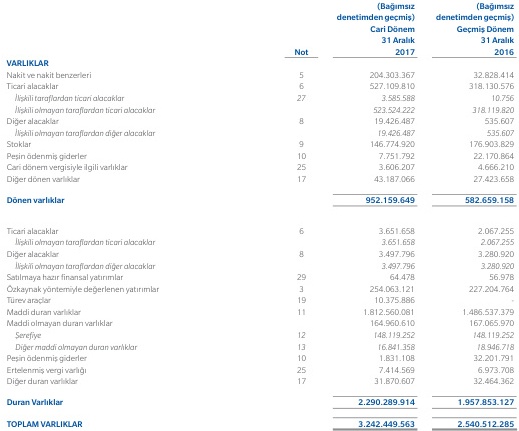 (Bağımsız (Bağımsız
denetimden geçmiş) denetimden geçmiş)
Cari Dönem Geçmiş Dönem
31 Aralık 31 Aralık
Not 2017 2016
VARLIKLAR
Nakit ve nakit benzerleri 5 204.303.367 32.828.414
Ticari alacaklar 6 527.109.810 318.130.576
İlişkili taraflardan ticari alacaklar 27 3.585.588 10.756
İlişkili olmayan taraflardan ticari alacaklar 523.524.222 318.119.820
Diğer alacaklar 8 19.426.487 535.607
İlişkili olmayan taraflardan diğer alacaklar 19.426.487 535.607
Stoklar 9 146.774.920 176.903.829
Peşin ödenmiş giderler 10 7.751.792 22.170.864
Cari dönem vergisiyle ilgili varlıklar 25 3.606.207 4.666.210
Diğer dönen varlıklar 17 43.187.066 27.423.658
Dönen varlıklar 952.159.649 582.659.158
Ticari alacaklar 6 3.651.658 2.067.255
İlişkili olmayan taraflardan ticari alacaklar 3.651.658 2.067.255
Diğer alacaklar 8 3.497.796 3.280.920
İlişkili olmayan taraflardan diğer alacaklar 3.497.796 3.280.920
Satılmaya hazır finansal yatırımlar 29 64.478 56.978
Özkaynak yöntemiyle değerlenen yatırımlar 3 254.063.121 227.204.764
Türev araçlar 19 10.375.886 -
Maddi duran varlıklar 11 1.812.560.081 1.486.537.379
Maddi olmayan duran varlıklar 164.960.610 167.065.970
Şerefiye 12 148.119.252 148.119.252
Diğer maddi olmayan duran varlıklar 13 16.841.358 18.946.718
Peşin ödenmiş giderler 10 1.831.108 32.201.791
Ertelenmiş vergi varlığı 25 7.414.569 6.973.708
Diğer duran varlıklar 17 31.870.607 32.464.362
Duran Varlıklar 2.290.289.914 1.957.853.127
TOPLAM VARLIKLAR 3.242.449.563 2.540.512.285